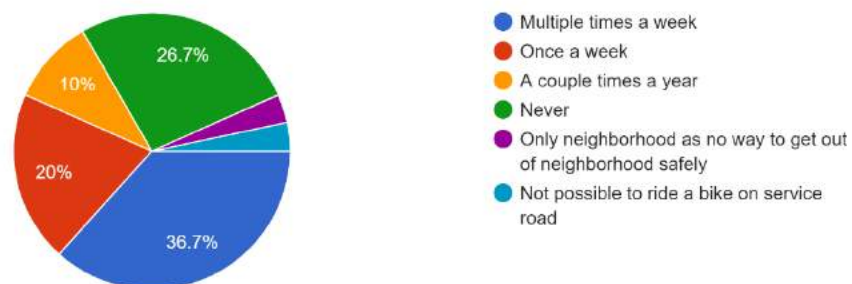 26.7%
10%
20%
36.7%
Multiple times a week
Once a week
A couple times a year
Never
Only neighborhood as no way to get out
of neighborhood safely
Not possible to ride a bike on service
road